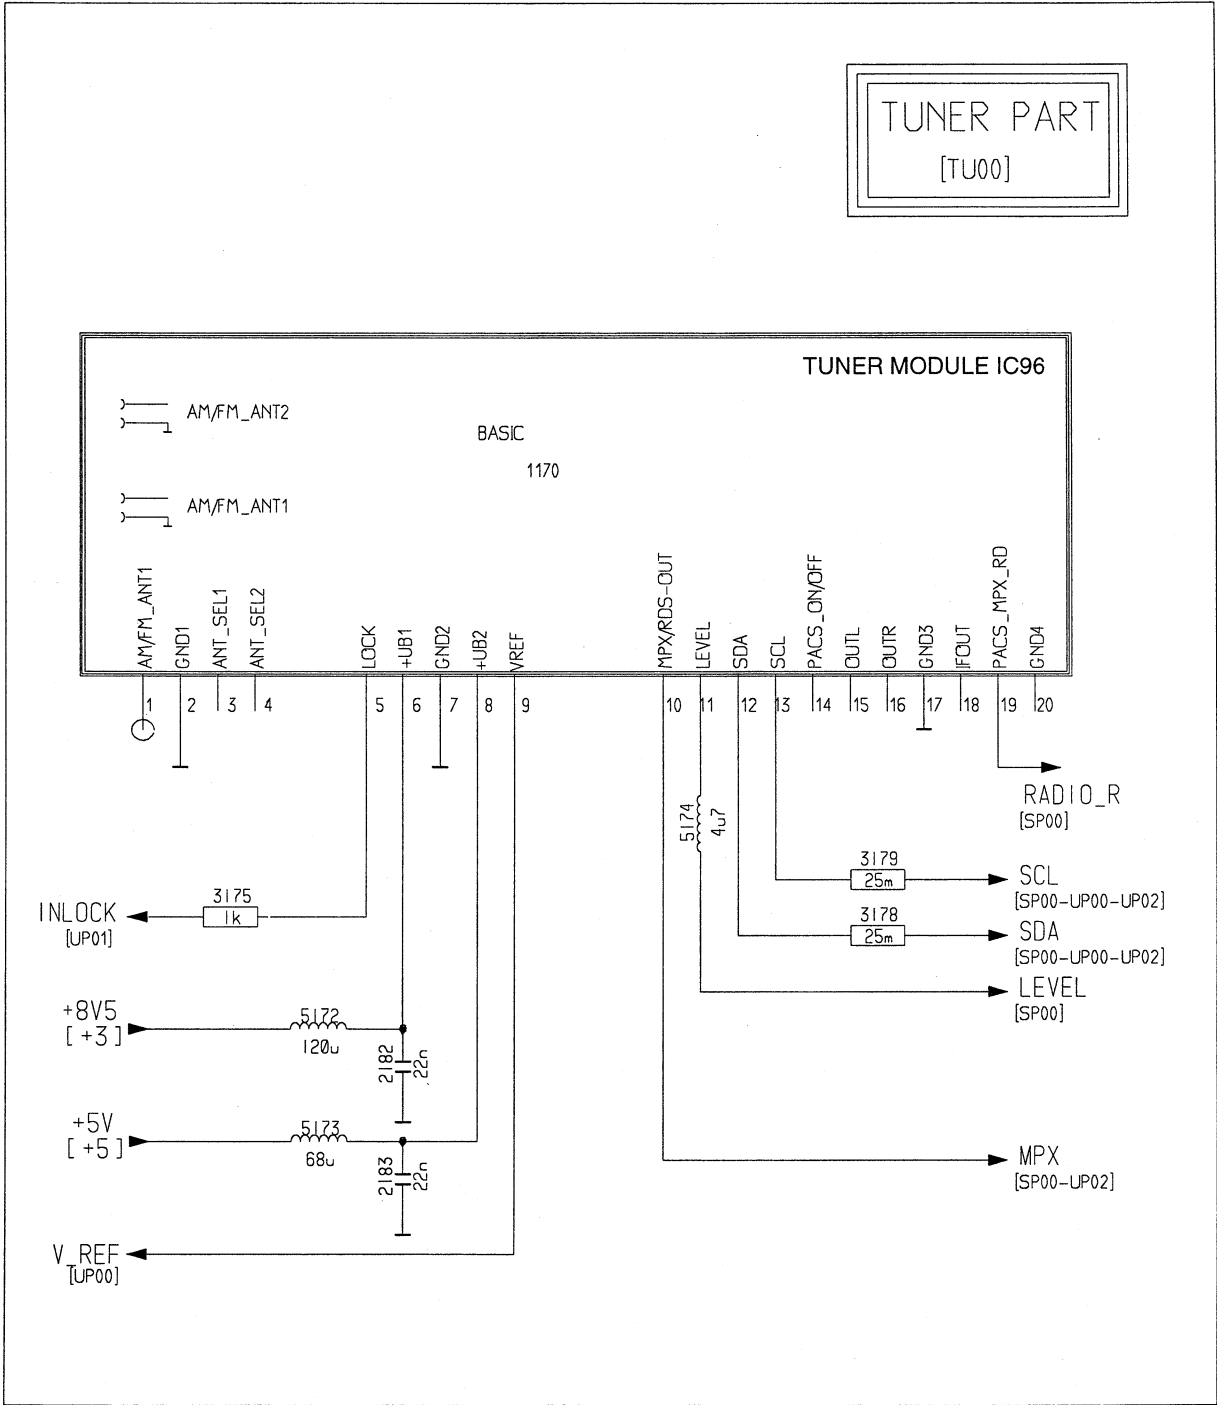 TUNER PART
[TU00]
TUNER MODULE IC96
AM/FM_ANT2
BASIC
1170
AM/FM_ANT1
AM/FM_ANT1
GND1
ANT_SEL1
ANT_SEL2
LOCK
+UB1
GND2
+UB2
VREF
MPX/RDS-OUT
LEVEL
SDA
SCL
PACS_ON/OFF
OUTL
OUTR
GND3
IFOUT
PACS_MPX_RD
GND4
1 2 3 4 5 6 7 8 9 10 11 12 13 14 15 16 17 18 19 20
RADIO_R
[SP00]
5174
4u7
3179
25m
SCL
[SP00-UP00-UP02]
3175
1k
INLOCK
[UP01]
3178
25m
SDA
[SP00-UP00-UP02]
LEVEL
[SP00]
+8V5
[+3]
5172
120u
2182
22n
+5V
[+5]
5173
68u
2183
22n
MPX
[SP00-UP02]
V_REF
[UP00]